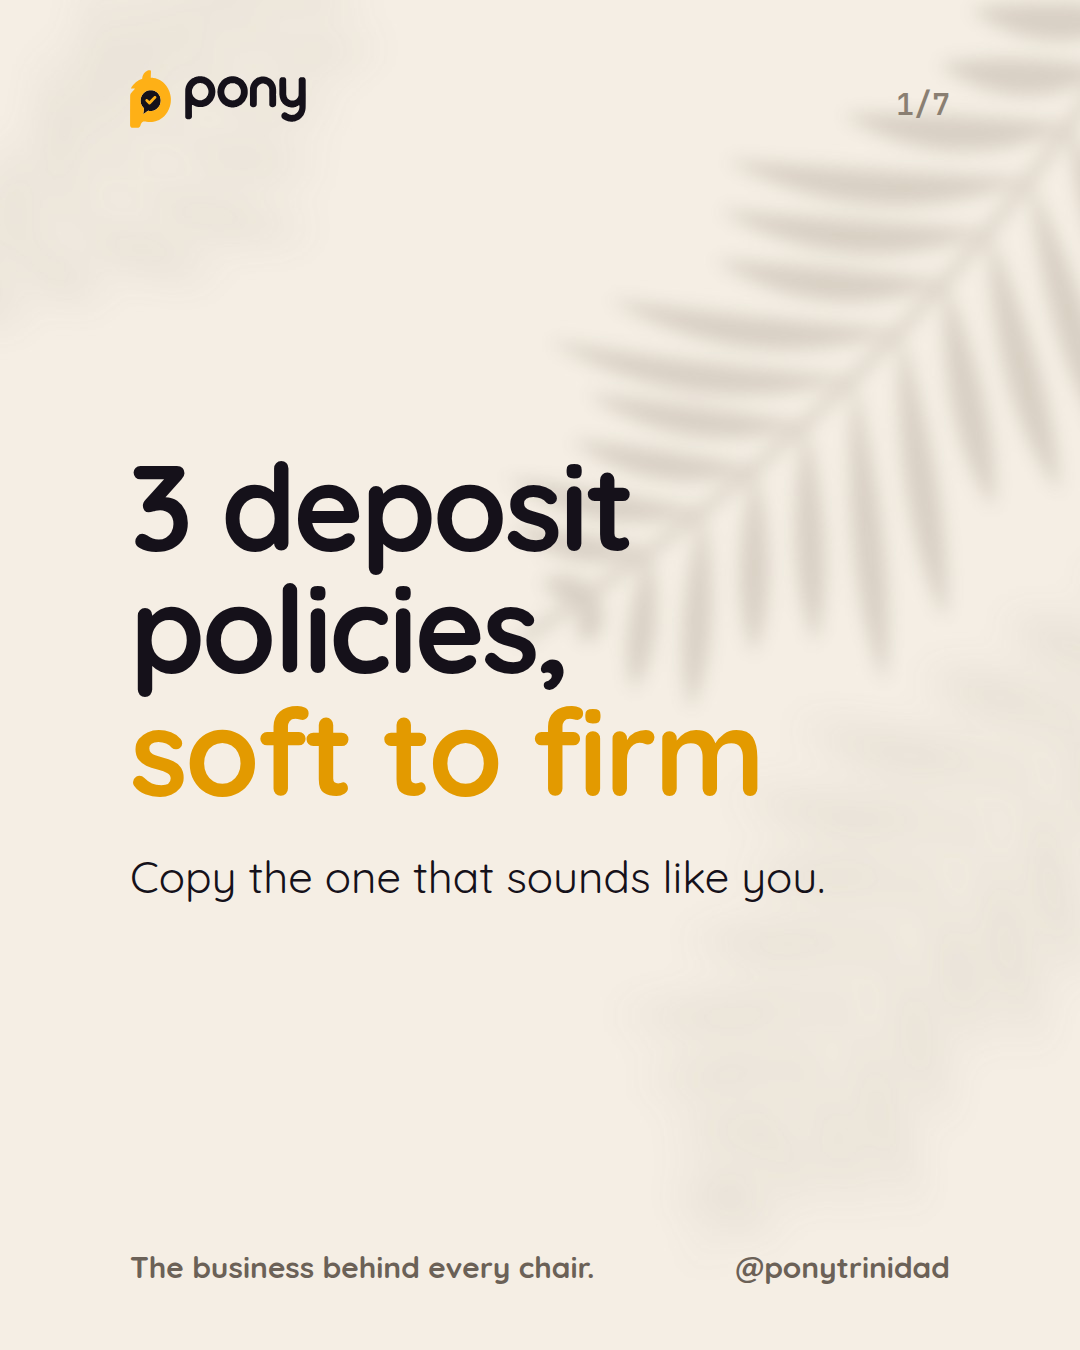 pony
1/7
3 deposit
policies,
soft to firm
Copy the one that sounds like you.
The business behind every chair.
@ponytrinidad